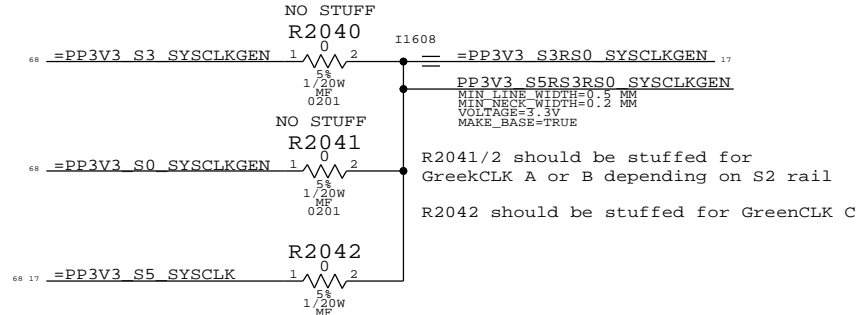 NO STUFF
R2040
0
I1608
68 =PP3V3_S3_SYSCLKGEN 1 2 =PP3V3_S3RS0_SYSCLKGEN 17
5%
1/20W
MF
0201
PP3V3_S5RS3RS0_SYSCLKGEN
MIN_LINE_WIDTH=0.5 MM
MIN_NECK_WIDTH=0.2 MM
VOLTAGE=3.3V
MAKE_BASE=TRUE
NO STUFF
R2041
0
68 =PP3V3_S0_SYSCLKGEN 1 2
5%
1/20W
MF
0201
R2041/2 should be stuffed for
GreekCLK A or B depending on S2 rail
R2042 should be stuffed for GreenCLK C
R2042
0
68 17 =PP3V3_S5_SYSCLK 1 2
5%
1/20W
MF